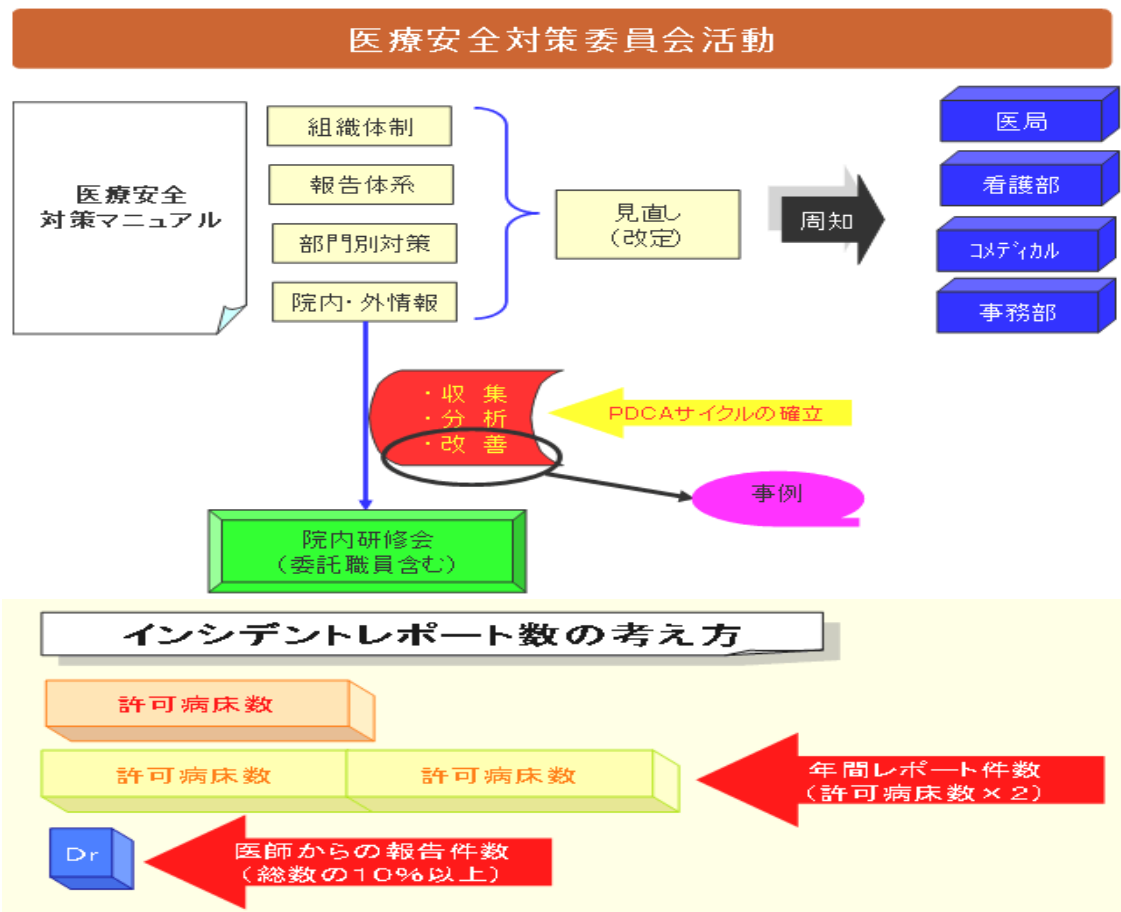 医療安全対策委員会活動
医療安全
対策マニュアル
組織体制
報告体系
部門別対策
院内・外情報
見直し
(改定)
周知
医局
看護部
コメディカル
事務部
・収 集
・分 析
・改 善
PDCAサイクルの確立
事例
院内研修会
(委託職員含む)
インシデントレポート数の考え方
許可病床数
許可病床数
許可病床数
年間レポート件数
(許可病床数×2)
Dr
医師からの報告件数
(総数の10%以上)